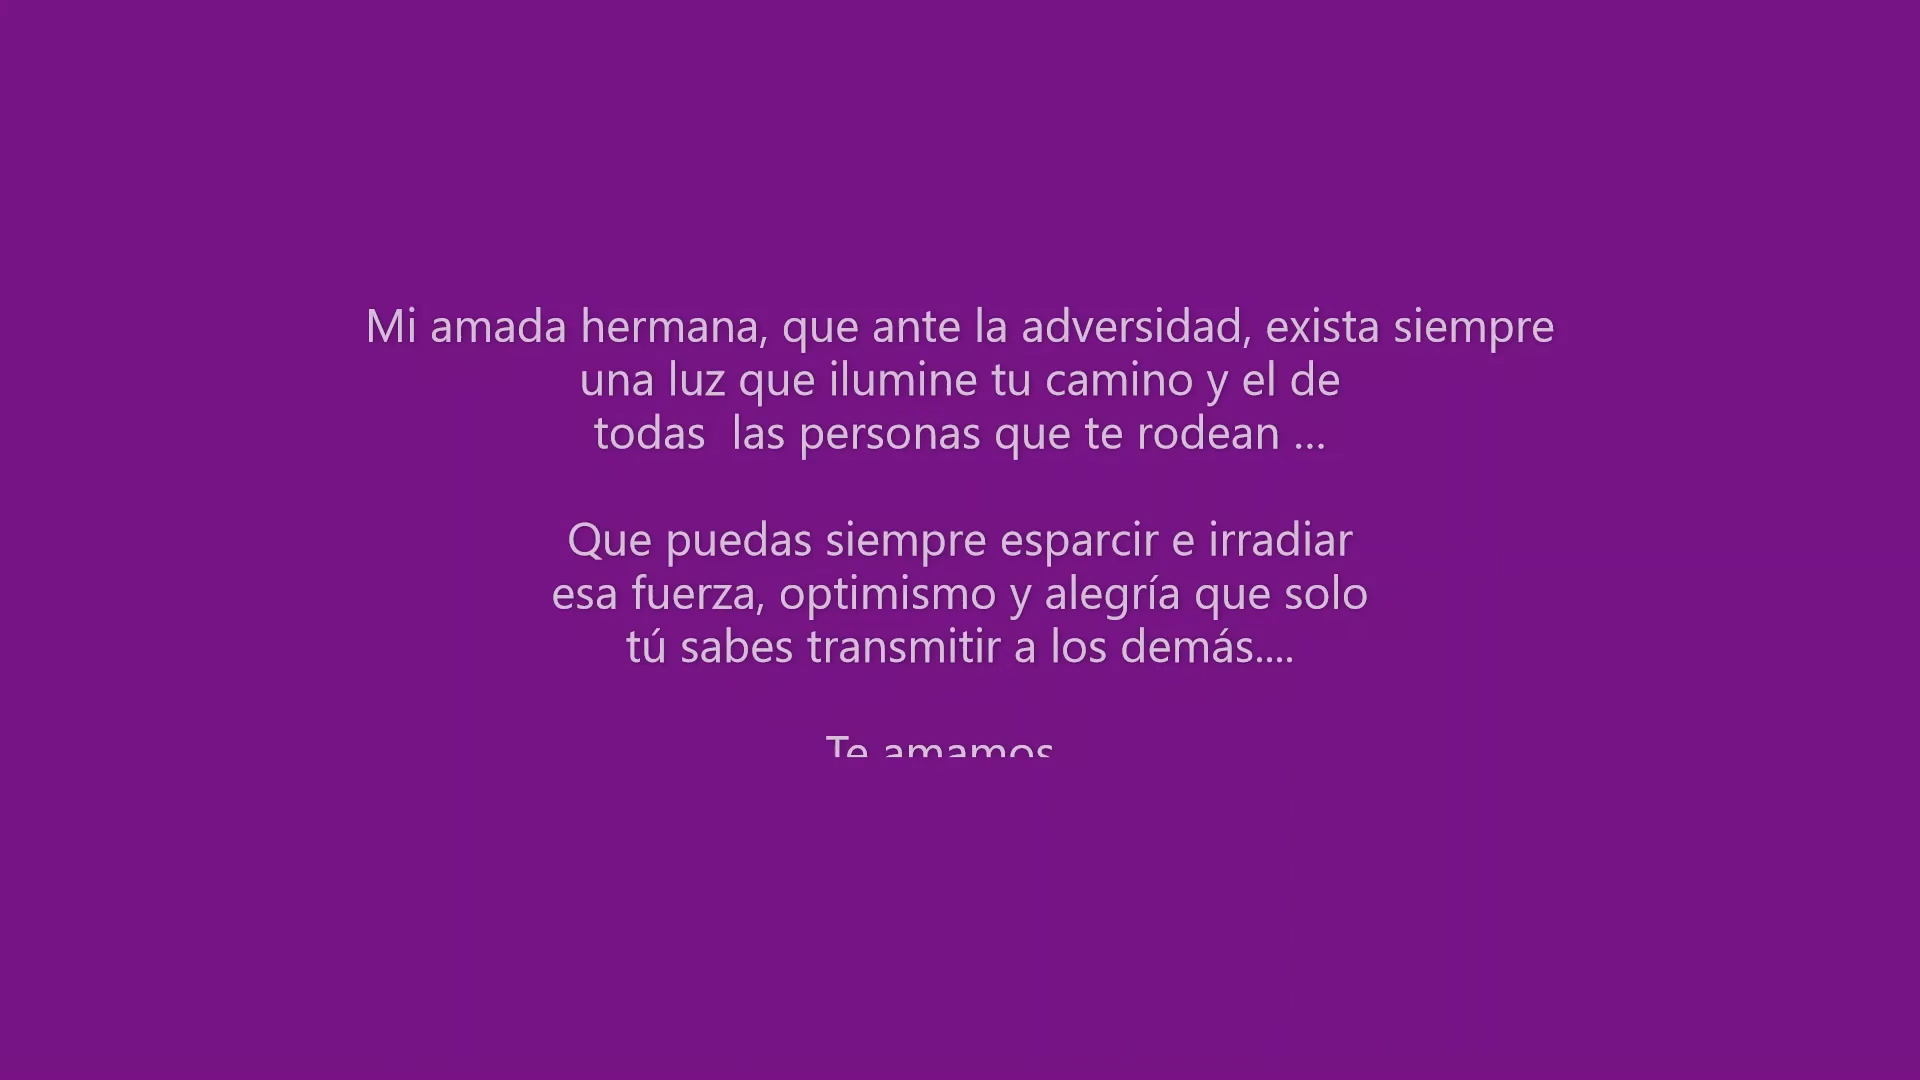 Mi amada hermana, que ante la adversidad, exista siempre
una luz que ilumine tu camino y el de
todas  las personas que te rodean ...
Que puedas siempre esparcir e irradiar
esa fuerza, optimismo y alegría que solo
tú sabes transmitir a los demás....
Te amamos